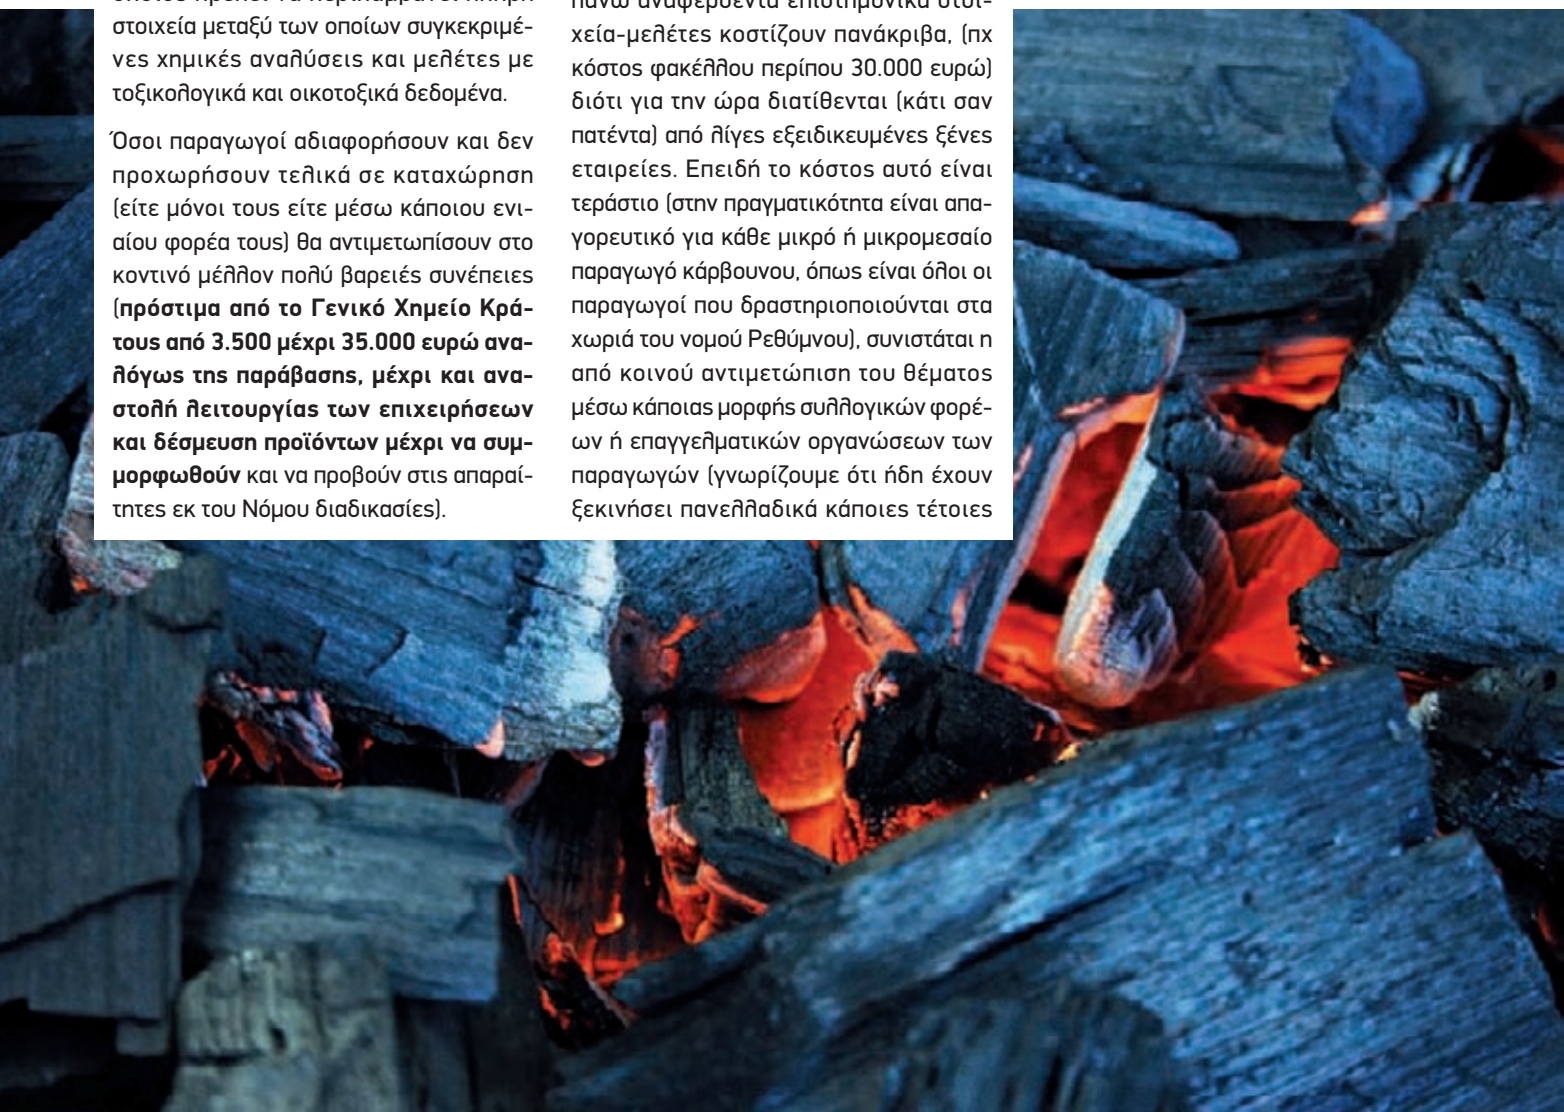 στοιχεία μεταξύ των οποίων συγκεκριμέ-
νες χημικές αναλύσεις και μελέτες με
τοξικολογικά και οικοτοξικά δεδομένα.
Όσοι παραγωγοί αδιαφορήσουν και δεν
προχωρήσουν τελικά σε καταχώρηση
(είτε μόνοι τους είτε μέσω κάποιου ενι-
αίου φορέα τους) θα αντιμετωπίσουν στο
κοντινό μέλλον πολύ βαρειές συνέπειες
(πρόστιμα από το Γενικό Χημείο Κρά-
τους από 3.500 μέχρι 35.000 ευρώ ανα-
λόγως της παράβασης, μέχρι και ανα-
στολή λειτουργίας των επιχειρήσεων
και δέσμευση προϊόντων μέχρι να συμ-
μορφωθούν και να προβούν στις απαραί-
τητες εκ του Νόμου διαδικασίες).
πάνω αναφερθέντα επιστημονικά στοι-
χεία-μελέτες κοστίζουν πανάκριβα, (πχ
κόστος φακέλλου περίπου 30.000 ευρώ)
διότι για την ώρα διατίθενται (κάτι σαν
πατέντα) από λίγες εξειδικευμένες ξένες
εταιρείες. Επειδή το κόστος αυτό είναι
τεράστιο (στην πραγματικότητα είναι απα-
γορευτικό για κάθε μικρό ή μικρομεσαίο
παραγωγό κάρβουνου, όπως είναι όλοι οι
παραγωγοί που δραστηριοποιούνται στα
χωριά του νομού Ρεθύμνου), συνιστάται η
από κοινού αντιμετώπιση του θέματος
μέσω κάποιας μορφής συλλογικών φορέ-
ων ή επαγγελματικών οργανώσεων των
παραγωγών (γνωρίζουμε ότι ήδη έχουν
ξεκινήσει πανελλαδικά κάποιες τέτοιες